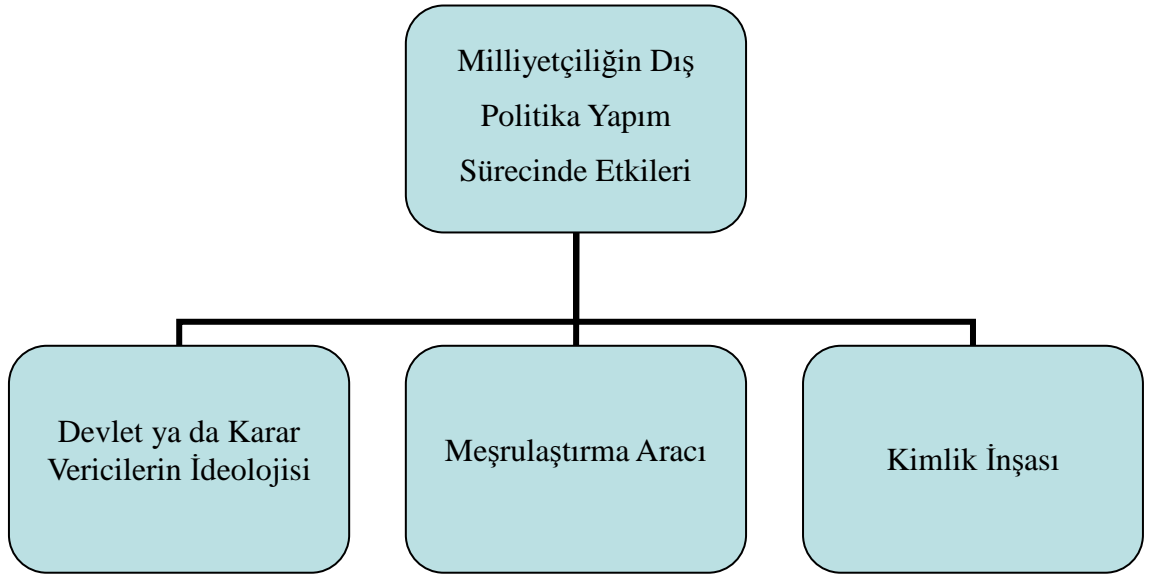 Milliyetçiliğin Dış
Politika Yapım
Sürecinde Etkileri
Devlet ya da Karar
Vericilerin İdeolojisi
Meşrulaştırma Aracı
Kimlik İnşası